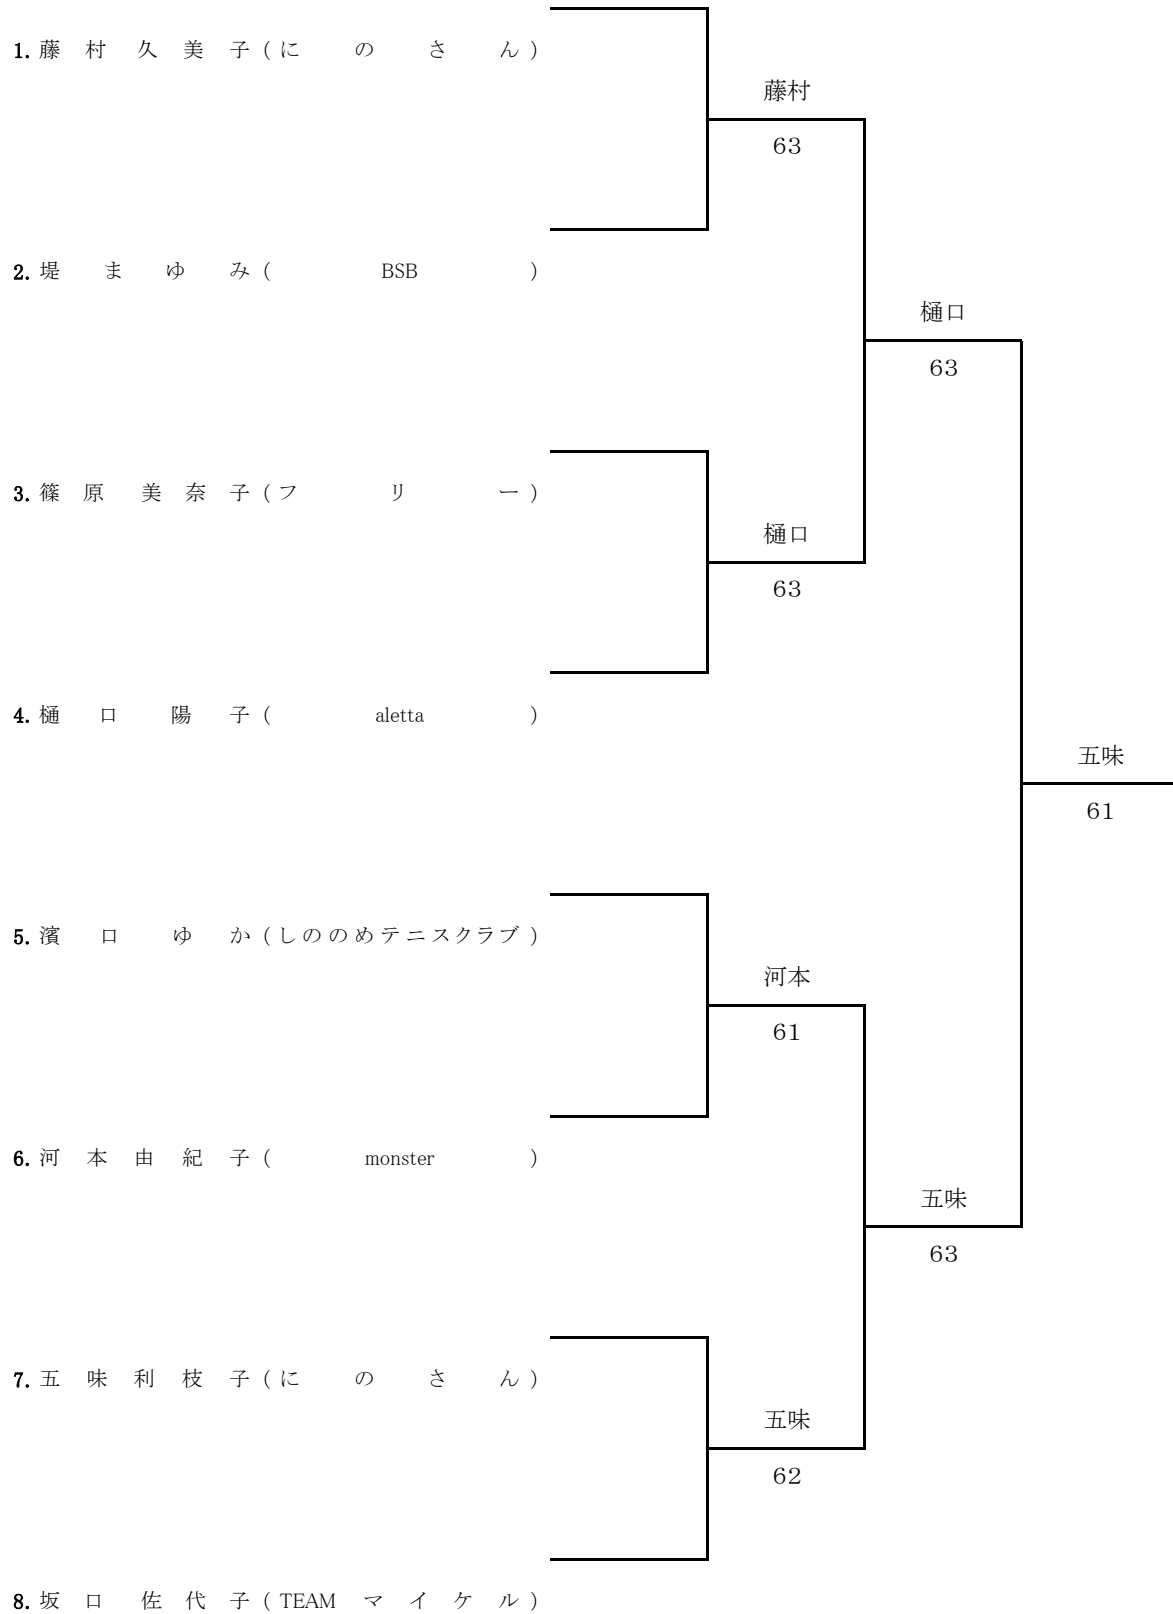 1. 藤村久美子(にのさん)
藤村
63
2. 堤まゆみ(BSB)
樋口
63
3. 篠原美奈子(フリー)
樋口
63
4. 樋口陽子(aletta)
五味
61
5. 濱口ゆか(しののめテニスクラブ)
河本
61
6. 河本由紀子(monster)
五味
63
7. 五味利枝子(にのさん)
五味
62
8. 坂口佐代子(TEAMマイケル)